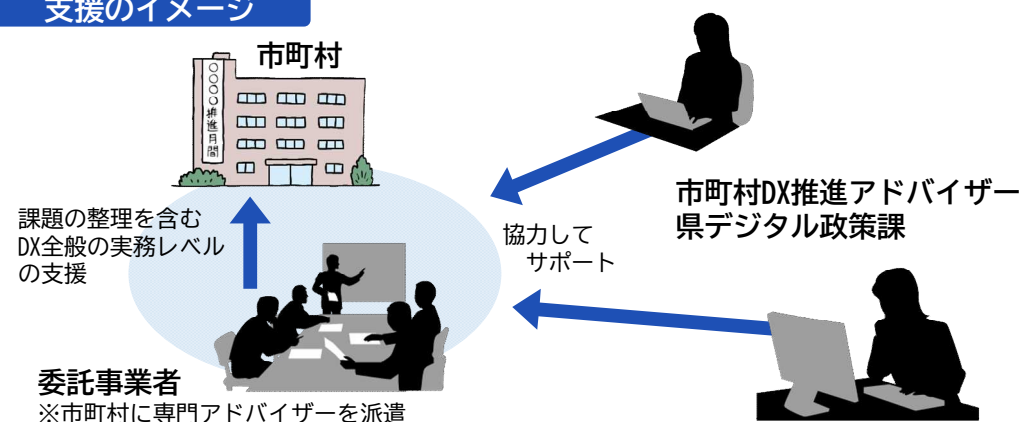 支援のイメージ
市町村
〇〇〇〇推進月間
市町村DX推進アドバイザー
県デジタル政策課
課題の整理を含む
DX全般の実務レベル
の支援
協力して
サポート
委託事業者
※市町村に専門アドバイザーを派遣